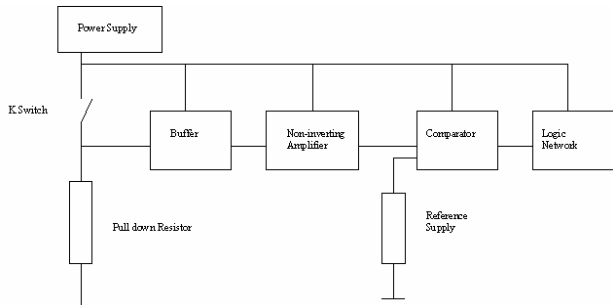 Power Supply
K Switch
Buffer
Non-inverting
Amplifier
Comparator
Logic
Network
Pull down Resistor
Reference
Supply